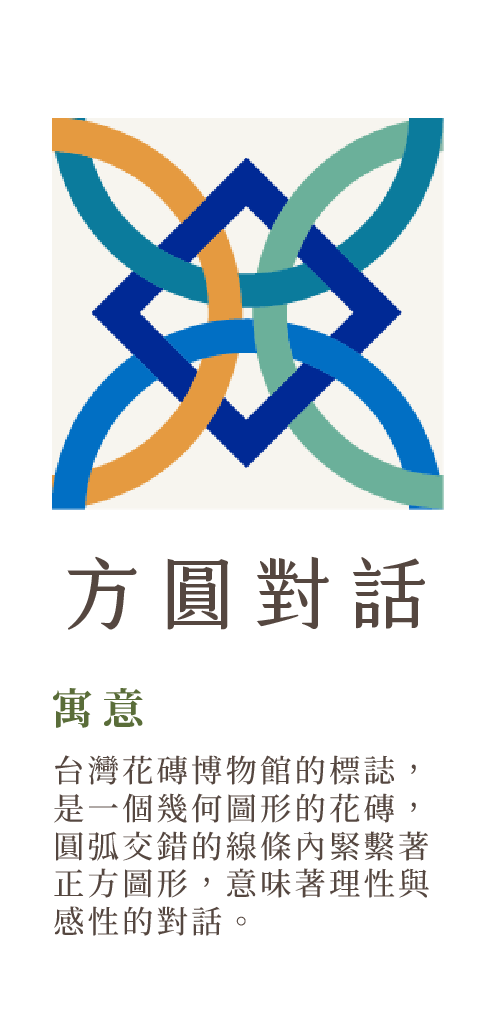 方圓對話
寓意
台灣花磚博物館的標誌，
是一個幾何圖形的花磚，
圓弧交錯的線條內緊繫著
正方圖形，意味著理性與
感性的對話。